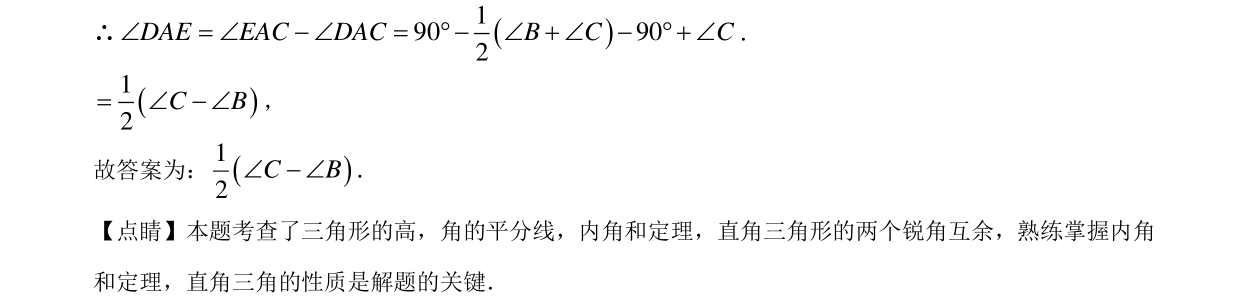 ∴ ∠DAE = ∠EAC − ∠DAC = 90° − 1/2(∠B + ∠C) − 90° + ∠C .
= 1/2(∠C − ∠B) ,
故答案为：1/2(∠C − ∠B) .
【点睛】本题考查了三角形的高，角的平分线，内角和定理，直角三角形的两个锐角互余，熟练掌握内角
和定理，直角三角的性质是解题的关键．